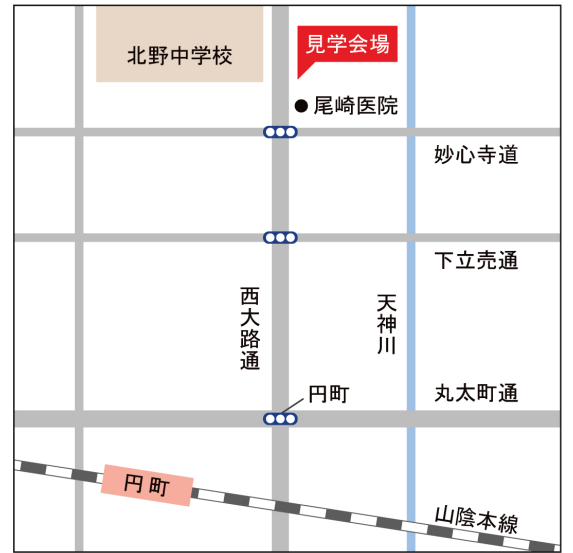 北野中学校
見学会場
尾崎医院
妙心寺道
下立売通
西大路通
天神川
円町
丸太町通
円町
山陰本線